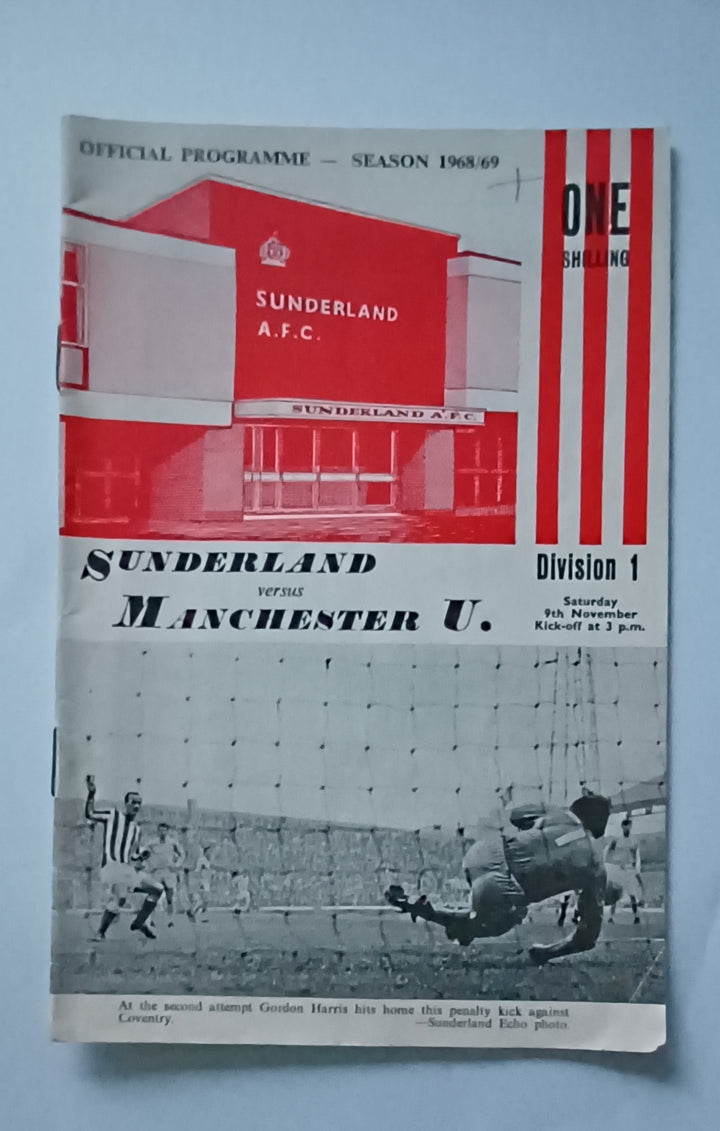 OFFICIAL PROGRAMME — SEASON 1968/69
ONE
SHILLING
SUNDERLAND
A.F.C.
SUNDERLAND A.F.C.
SUNDERLAND
versus
MANCHESTER U.
Division 1
Saturday
9th November
Kick-off at 3 p.m.
At the second attempt Gordon Harris hits home this penalty kick against
Coventry. —Sunderland Echo photo.